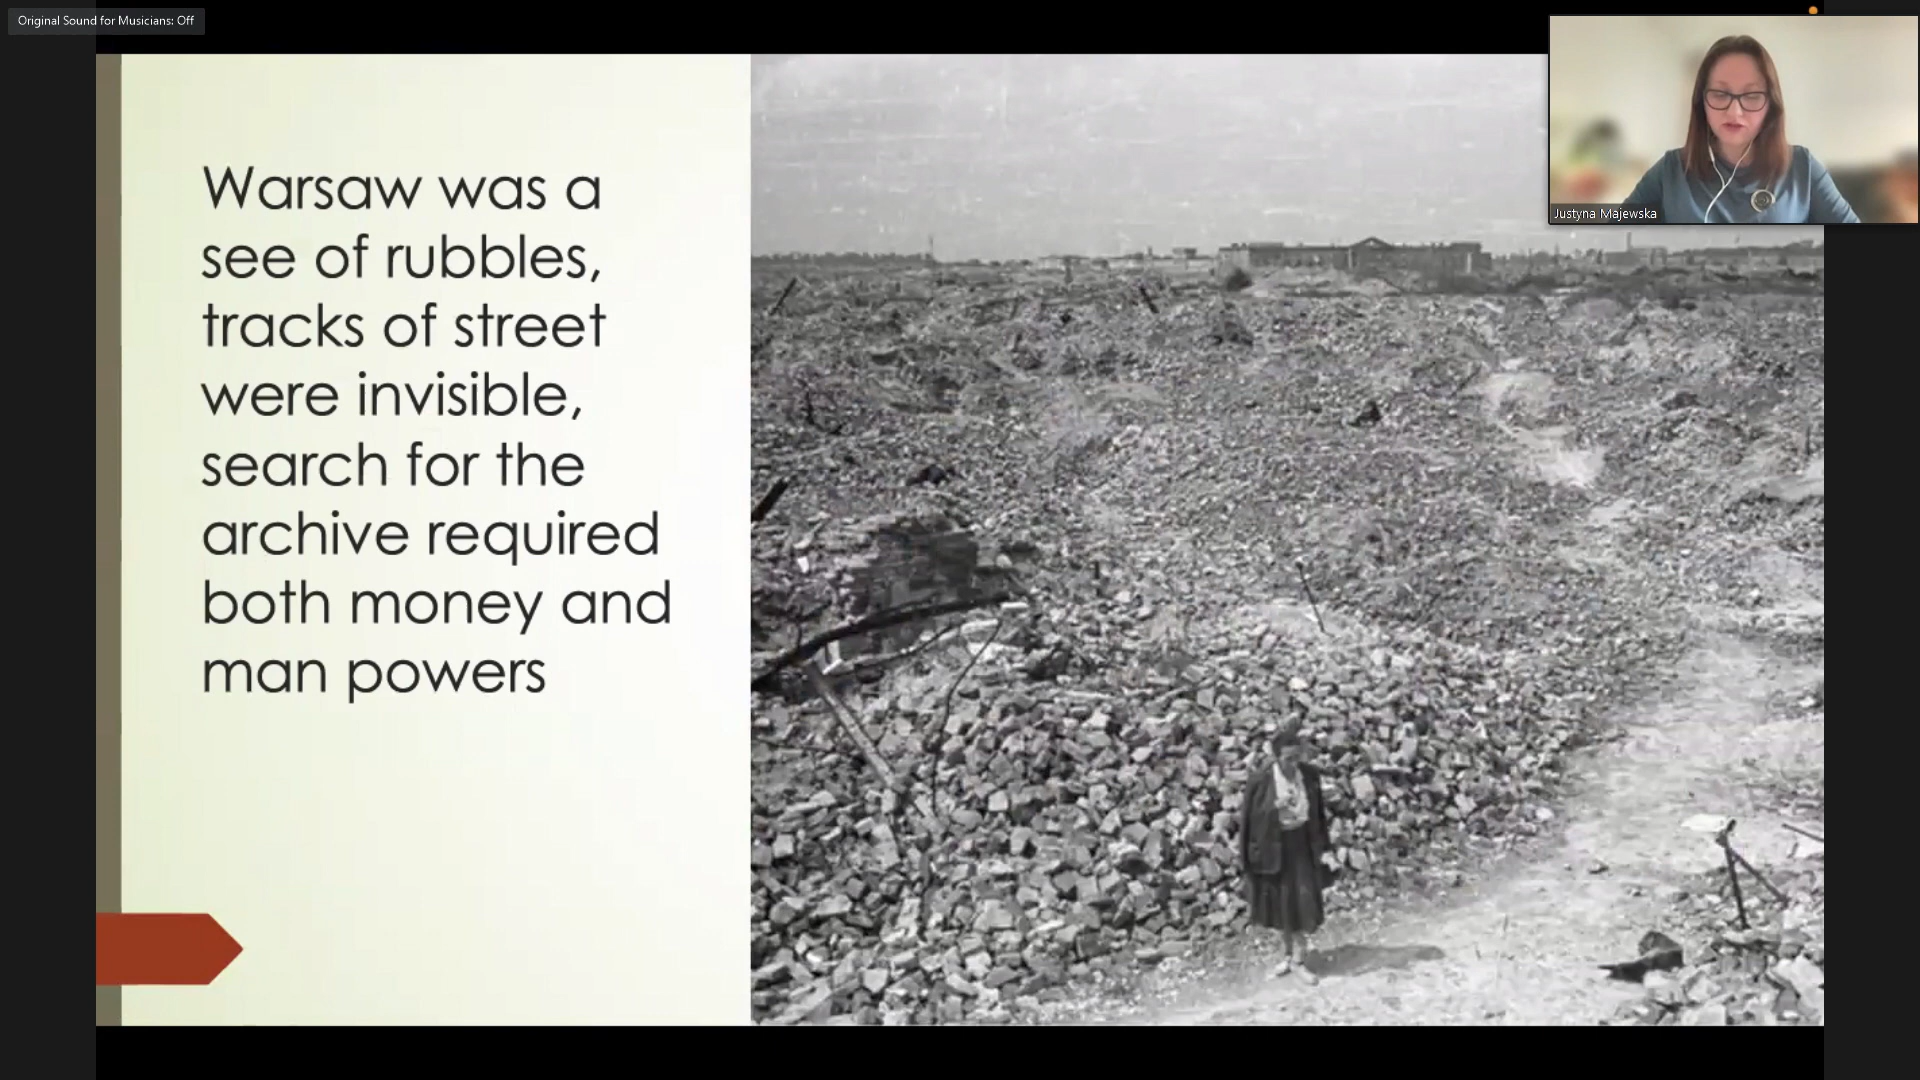 Original Sound for Musicians: Off
Warsaw was a
see of rubbles,
tracks of street
were invisible,
search for the
archive required
both money and
man powers
Justyna Majewska